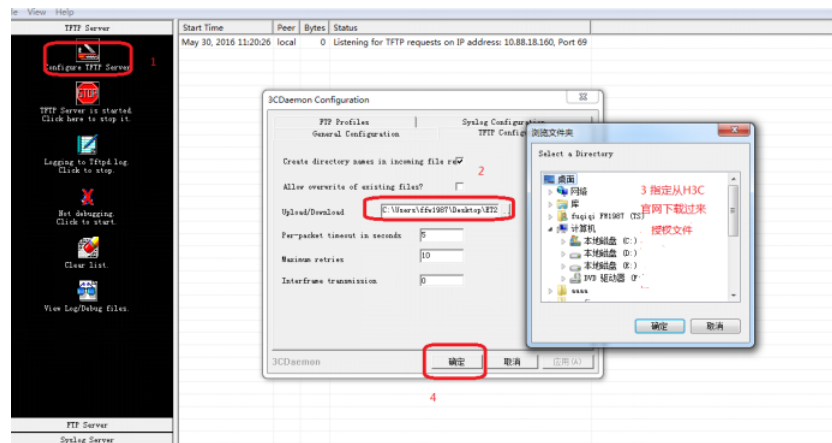 le View Help
TFTP Server
Start Time Peer Bytes Status
May 30, 2016 11:20:26 local 0 Listening for TFTP requests on IP address: 10.88.18.160, Port 69
Configure TFTP Server
1
TFTP Server is started.
Click here to stop it.
Logging to Tftpd.log.
Click to stop.
Not debugging.
Click to start.
Clear list.
View Log/Debug files.
FTP Server
Syslog Server
3CDaemon Configuration
FTP Profiles
Syslog Configuration
General Configuration
TFTP Config
Create directory names in incoming file re
2
Allow overwrite of existing files?
Upload/Download
C:\Users\ffw1987\Desktop\ET2
Per-packet timeout in seconds
5
Maximum retries
10
Interframe transmission
0
3CDaemon
确定
取消
应用(A)
4
浏览文件夹
Select a Directory
桌面
网络
库
fuqiqi FW1987 (TS)
计算机
本地磁盘 (C:)
本地磁盘 (D:)
本地磁盘 (E:)
DVD 驱动器
3 指定从H3C
官网下载过来
授权文件
确定
取消